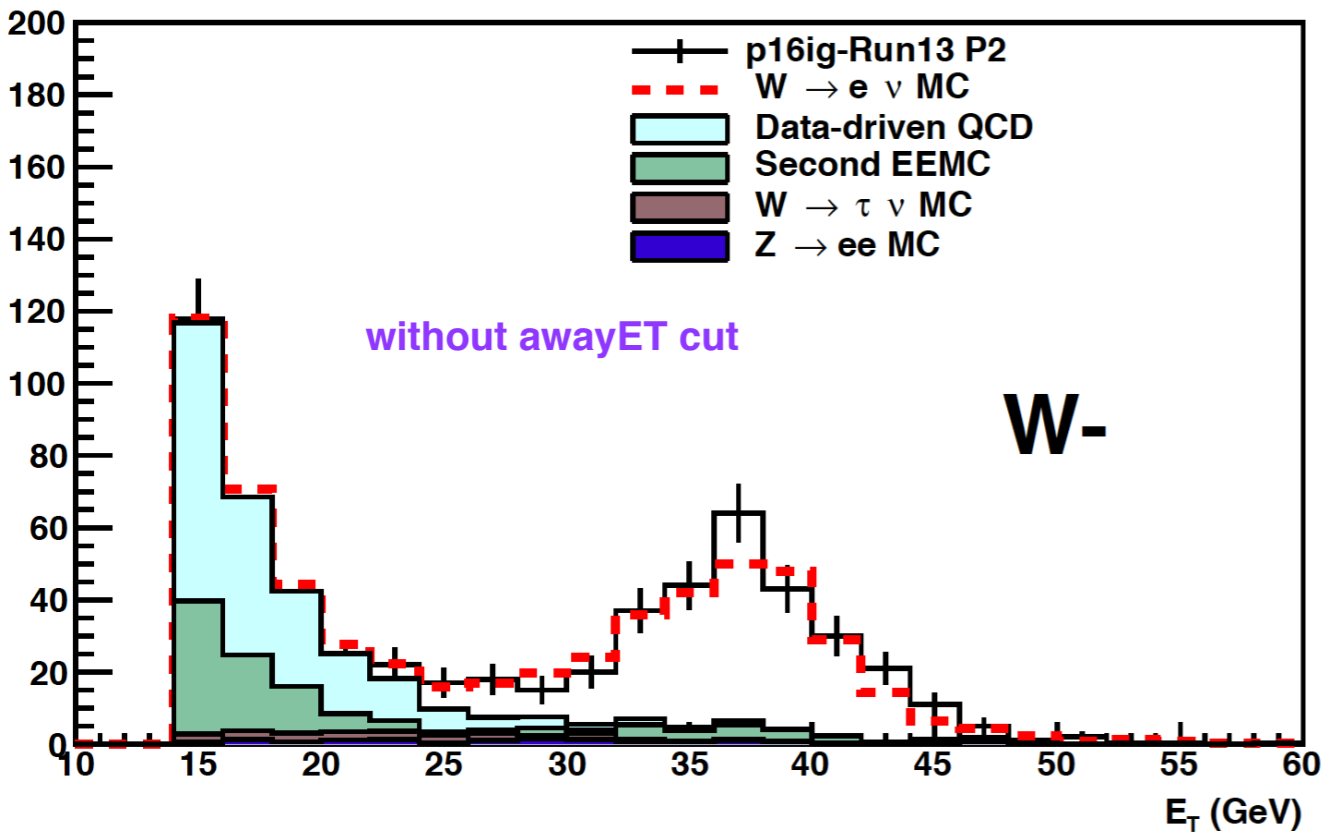 200
180
160
140
120
100
80
60
40
20
0
p16ig-Run13 P2
W → e ν MC
Data-driven QCD
Second EEMC
W → τ ν MC
Z → ee MC
without awayET cut
W-
10 15 20 25 30 35 40 45 50 55 60
E_T (GeV)